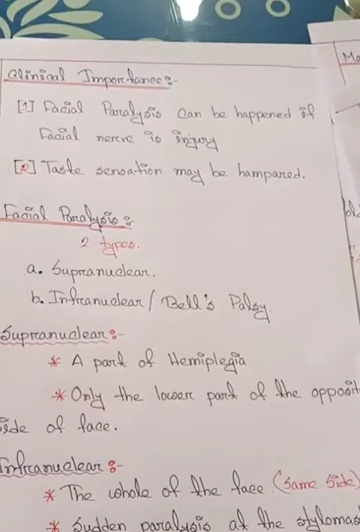 Clinical Importance :-
[1] Facial Paralysis can be happened if
Facial nerve is injury
[2] Taste sensation may be hampared.
Facial Paralysis :
2 types.
a. Supranuclear.
b. Infranuclear / Bell's Palsy.
Supranuclear :-
* A part of Hemiplegia
* Only the lower part of the opposit
side of face.
Infranuclear :-
* The whole of the face. (Same Side)
* Sudden paralysis at the stylomas